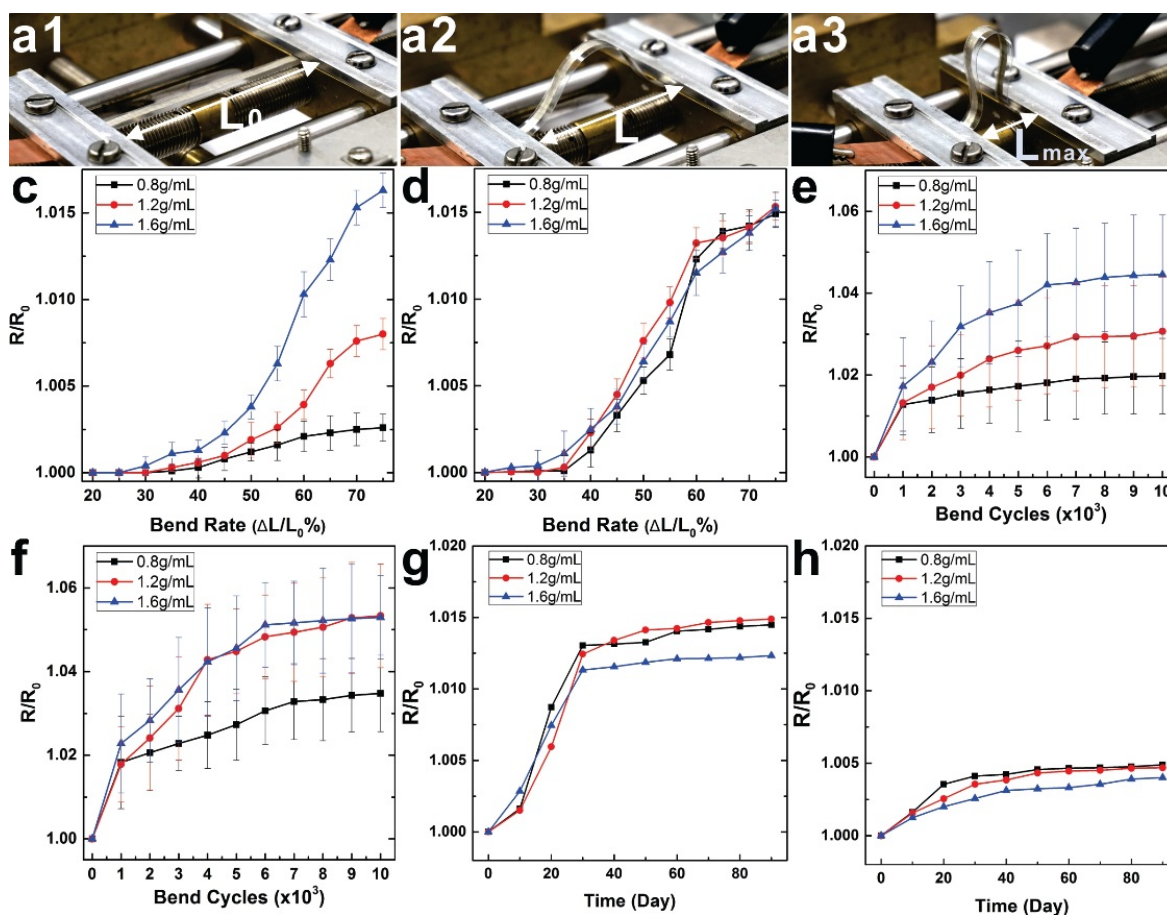 a1
L₀
a2
L
a3
Lmax
c
0.8g/mL
1.2g/mL
1.6g/mL
1.015
1.010
1.005
1.000
R/R₀
20 30 40 50 60 70
Bend Rate (ΔL/L₀%)
d
0.8g/mL
1.2g/mL
1.6g/mL
1.015
1.010
1.005
1.000
R/R₀
20 30 40 50 60 70
Bend Rate (ΔL/L₀%)
e
0.8g/mL
1.2g/mL
1.6g/mL
1.06
1.04
1.02
1.00
R/R₀
0 1 2 3 4 5 6 7 8 9 10
Bend Cycles (x10³)
f
0.8g/mL
1.2g/mL
1.6g/mL
1.06
1.04
1.02
1.00
R/R₀
0 1 2 3 4 5 6 7 8 9 10
Bend Cycles (x10³)
g
0.8g/mL
1.2g/mL
1.6g/mL
1.020
1.015
1.010
1.005
1.000
R/R₀
0 20 40 60 80
Time (Day)
h
0.8g/mL
1.2g/mL
1.6g/mL
1.020
1.015
1.010
1.005
1.000
R/R₀
0 20 40 60 80
Time (Day)